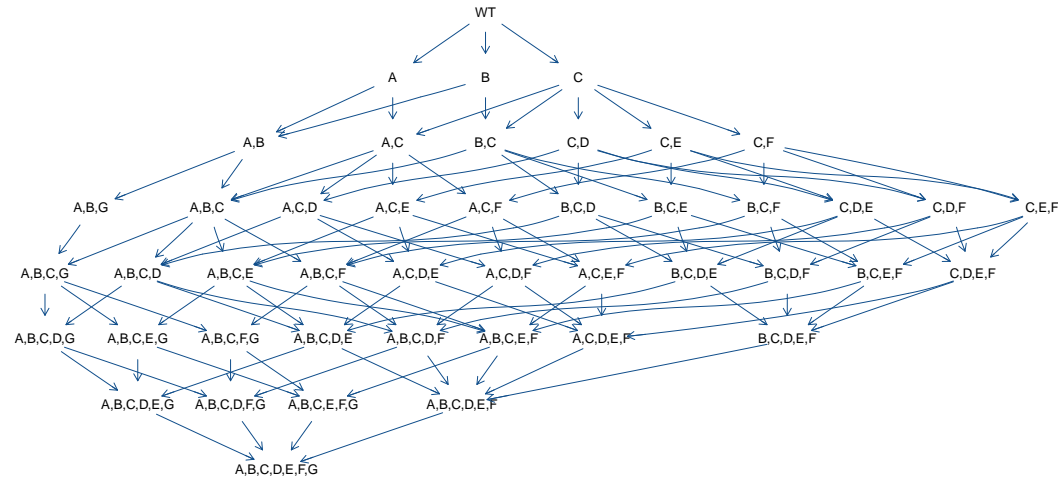 WT
A B C
A,B A,C B,C C,D C,E C,F
A,B,G A,B,C A,C,D A,C,E A,C,F B,C,D B,C,E B,C,F C,D,E C,D,F C,E,F
A,B,C,G A,B,C,D A,B,C,E A,B,C,F A,C,D,E A,C,D,F A,C,E,F B,C,D,E B,C,D,F B,C,E,F C,D,E,F
A,B,C,D,G A,B,C,E,G A,B,C,F,G A,B,C,D,E A,B,C,D,F A,B,C,E,F A,C,D,E,F B,C,D,E,F
A,B,C,D,E,G A,B,C,D,F,G A,B,C,E,F,G A,B,C,D,E,F
A,B,C,D,E,F,G